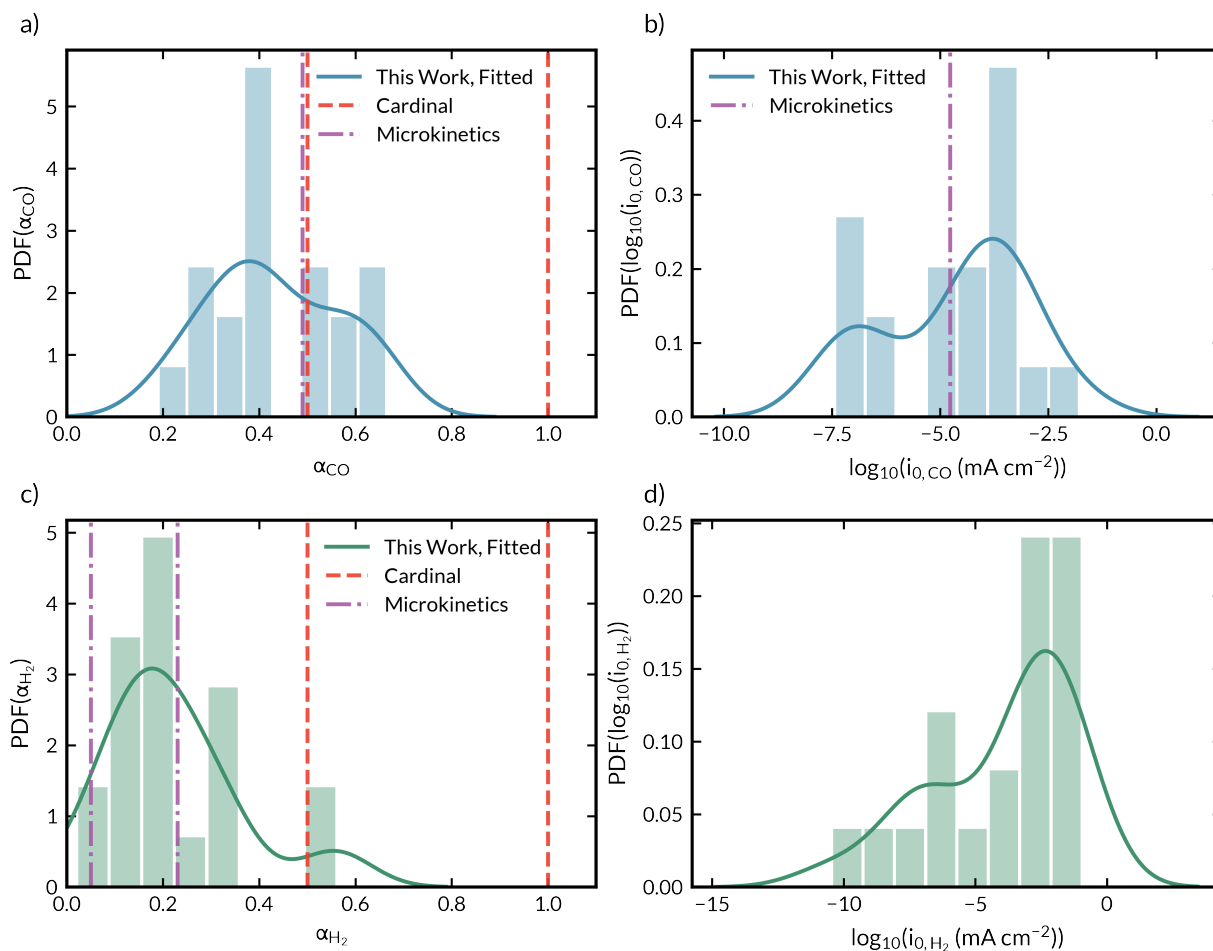 a)
PDF(α_CO)
5
4
3
2
1
0
0.0 0.2 0.4 0.6 0.8 1.0
α_CO
This Work, Fitted
Cardinal
Microkinetics
b)
PDF(log₁₀(i₀,CO))
0.4
0.3
0.2
0.1
0.0
−10.0 −7.5 −5.0 −2.5 0.0
log₁₀(i₀,CO (mA cm⁻²))
This Work, Fitted
Microkinetics
c)
PDF(α_H₂)
5
4
3
2
1
0
0.0 0.2 0.4 0.6 0.8 1.0
α_H₂
This Work, Fitted
Cardinal
Microkinetics
d)
PDF(log₁₀(i₀,H₂))
0.25
0.20
0.15
0.10
0.05
0.00
−15 −10 −5 0
log₁₀(i₀,H₂ (mA cm⁻²))